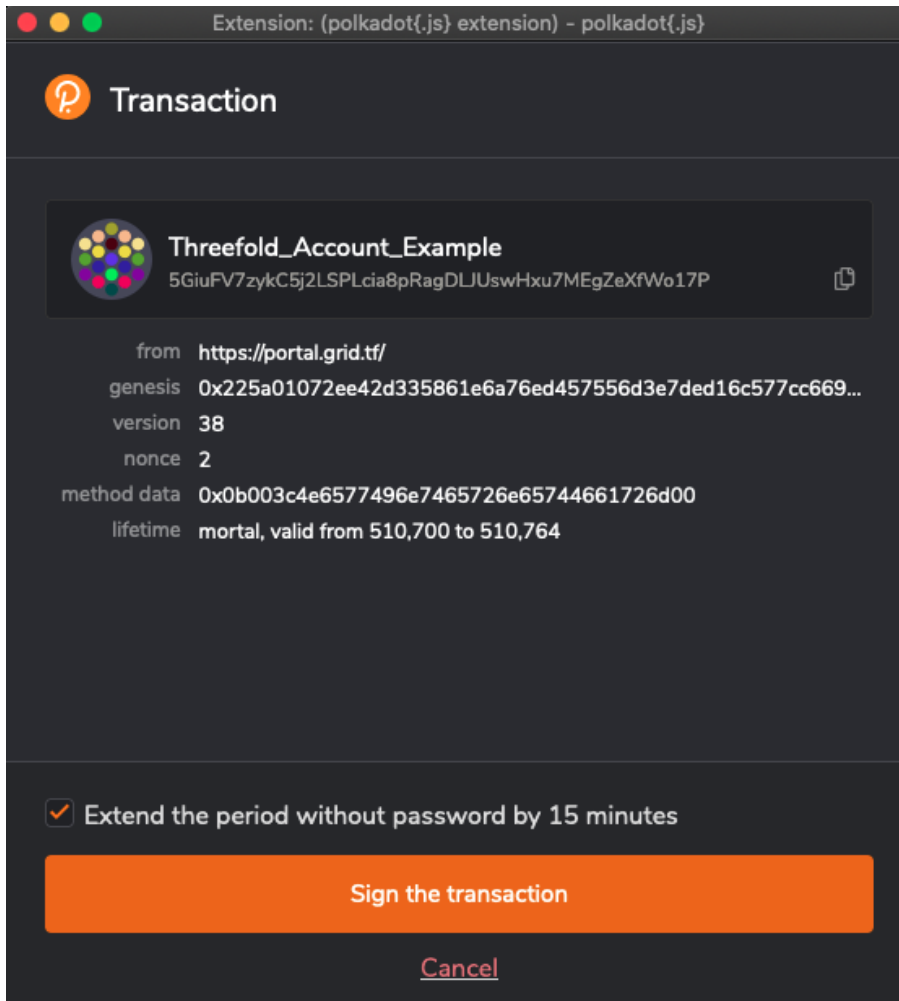 Extension: (polkadot{.js} extension) - polkadot{.js}
Transaction
Threefold_Account_Example
5GiuFV7zykC5j2LSPLcia8pRagDLJUswHxu7MEgZeXfWo17P
from https://portal.grid.tf/
genesis 0x225a01072ee42d335861e6a76ed457556d3e7ded16c577cc669...
version 38
nonce 2
method data 0x0b003c4e6577496e7465726e65744661726d00
lifetime mortal, valid from 510,700 to 510,764
Extend the period without password by 15 minutes
Sign the transaction
Cancel